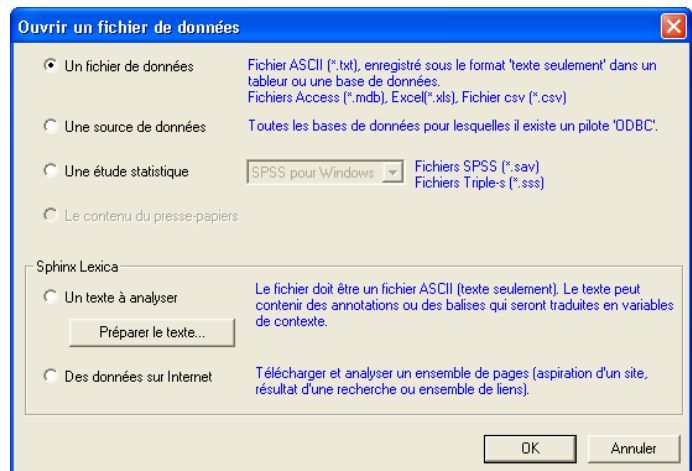 Ouvrir un fichier de données
Un fichier de données
Fichier ASCII (*.txt), enregistré sous le format 'texte seulement' dans un
tableur ou une base de données.
Fichiers Access (*.mdb), Excel(*.xls), Fichier csv (*.csv)
Une source de données
Toutes les bases de données pour lesquelles il existe un pilote 'ODBC'.
Une étude statistique
SPSS pour Windows
Fichiers SPSS (*.sav)
Fichiers Triple-s (*.sss)
Le contenu du presse-papiers
Sphinx Lexica
Un texte à analyser
Le fichier doit être un fichier ASCII (texte seulement). Le texte peut
contenir des annotations ou des balises qui seront traduites en variables
de contexte.
Préparer le texte...
Des données sur Internet
Télécharger et analyser un ensemble de pages (aspiration d'un site,
résultat d'une recherche ou ensemble de liens).
OK
Annuler